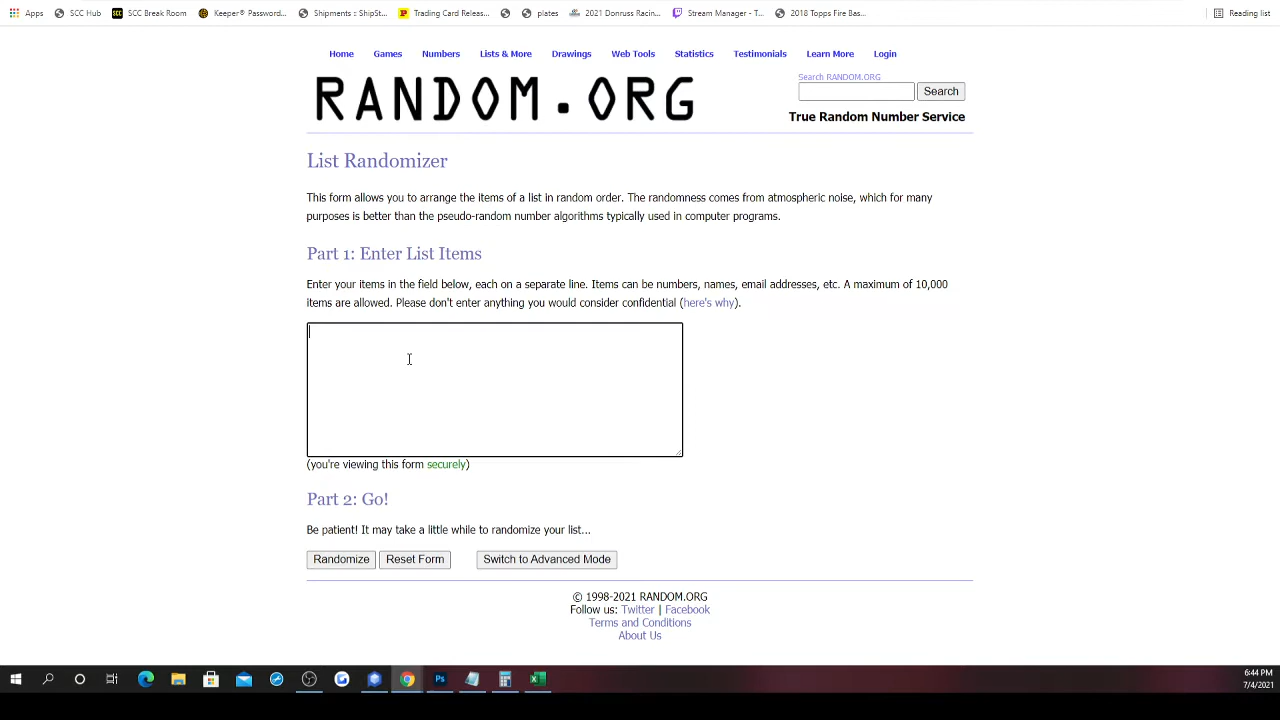 Apps SCC Hub SCC Break Room Keeper® Password... Shipments :: ShipSt... Trading Card Releas... plates 2021 Donruss Racin... Stream Manager - T... 2018 Topps Fire Bas... Reading list
Home Games Numbers Lists & More Drawings Web Tools Statistics Testimonials Learn More Login
RANDOM.ORG
Search RANDOM.ORG
Search
True Random Number Service
List Randomizer
This form allows you to arrange the items of a list in random order. The randomness comes from atmospheric noise, which for many
purposes is better than the pseudo-random number algorithms typically used in computer programs.
Part 1: Enter List Items
Enter your items in the field below, each on a separate line. Items can be numbers, names, email addresses, etc. A maximum of 10,000
items are allowed. Please don't enter anything you would consider confidential (here's why).
(you're viewing this form securely)
Part 2: Go!
Be patient! It may take a little while to randomize your list...
Randomize Reset Form Switch to Advanced Mode
© 1998-2021 RANDOM.ORG
Follow us: Twitter | Facebook
Terms and Conditions
About Us
6:44 PM
7/4/2021